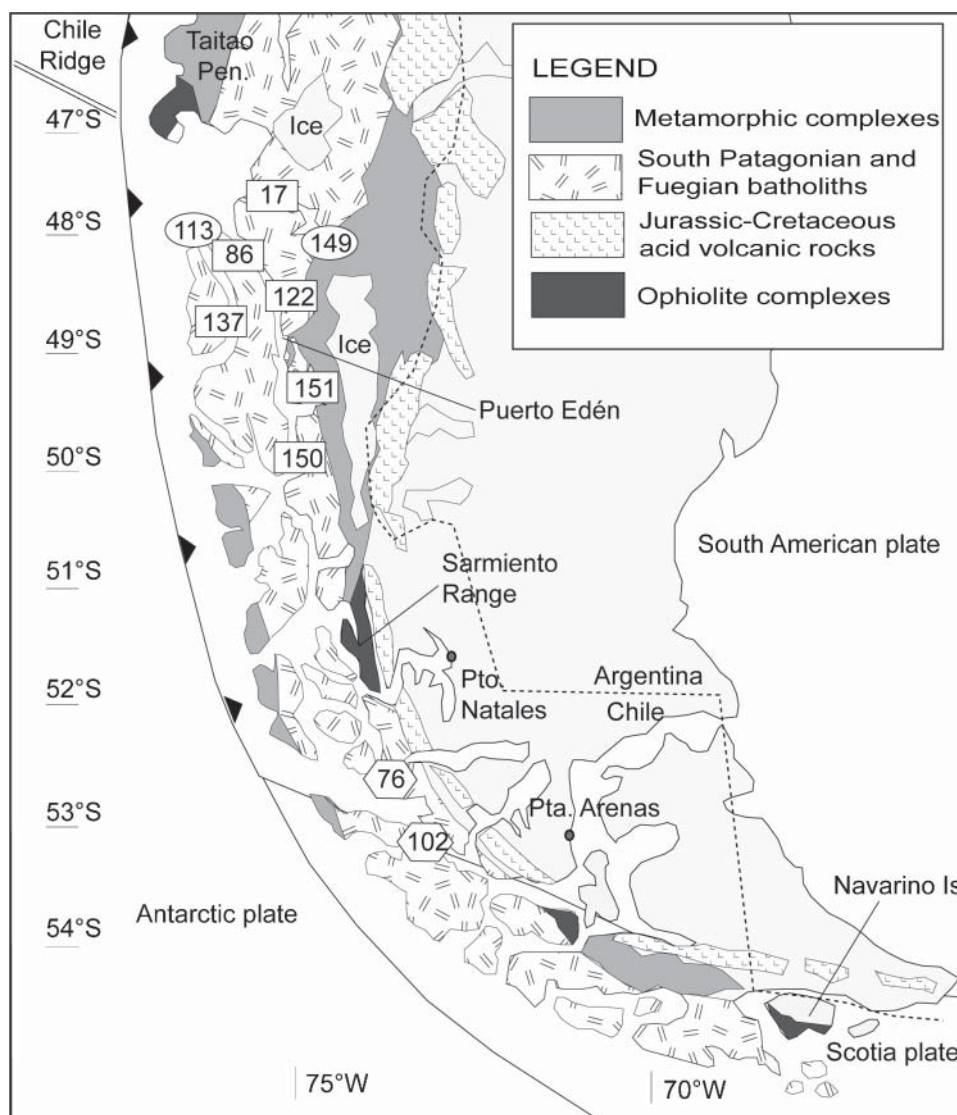 Chile
Ridge
Taitao
Pen.
LEGEND
Metamorphic complexes
South Patagonian and
Fuegian batholiths
Jurassic-Cretaceous
acid volcanic rocks
Ophiolite complexes
47°S
Ice
17
48°S
113
149
86
122
137
49°S
Ice
151
Puerto Edén
150
50°S
South American plate
51°S
Sarmiento
Range
52°S
Pto.
Natales
Argentina
Chile
76
53°S
Pta. Arenas
102
Navarino Is
Antarctic plate
54°S
Scotia plate
75°W
70°W